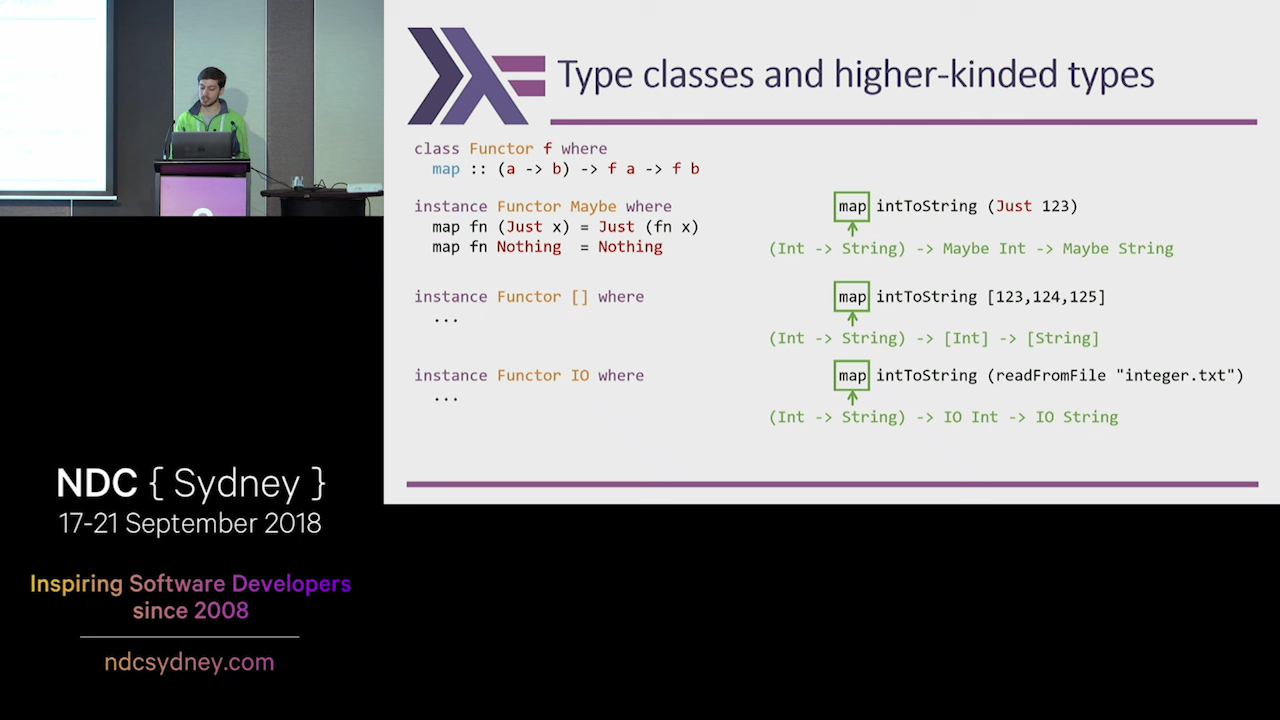 Type classes and higher-kinded types
class Functor f where
map :: (a -> b) -> f a -> f b
instance Functor Maybe where
map fn (Just x) = Just (fn x)
map fn Nothing = Nothing
map intToString (Just 123)
(Int -> String) -> Maybe Int -> Maybe String
instance Functor [] where
...
map intToString [123,124,125]
(Int -> String) -> [Int] -> [String]
instance Functor IO where
...
map intToString (readFromFile "integer.txt")
(Int -> String) -> IO Int -> IO String
NDC { Sydney }
17-21 September 2018
Inspiring Software Developers
since 2008
ndcsydney.com